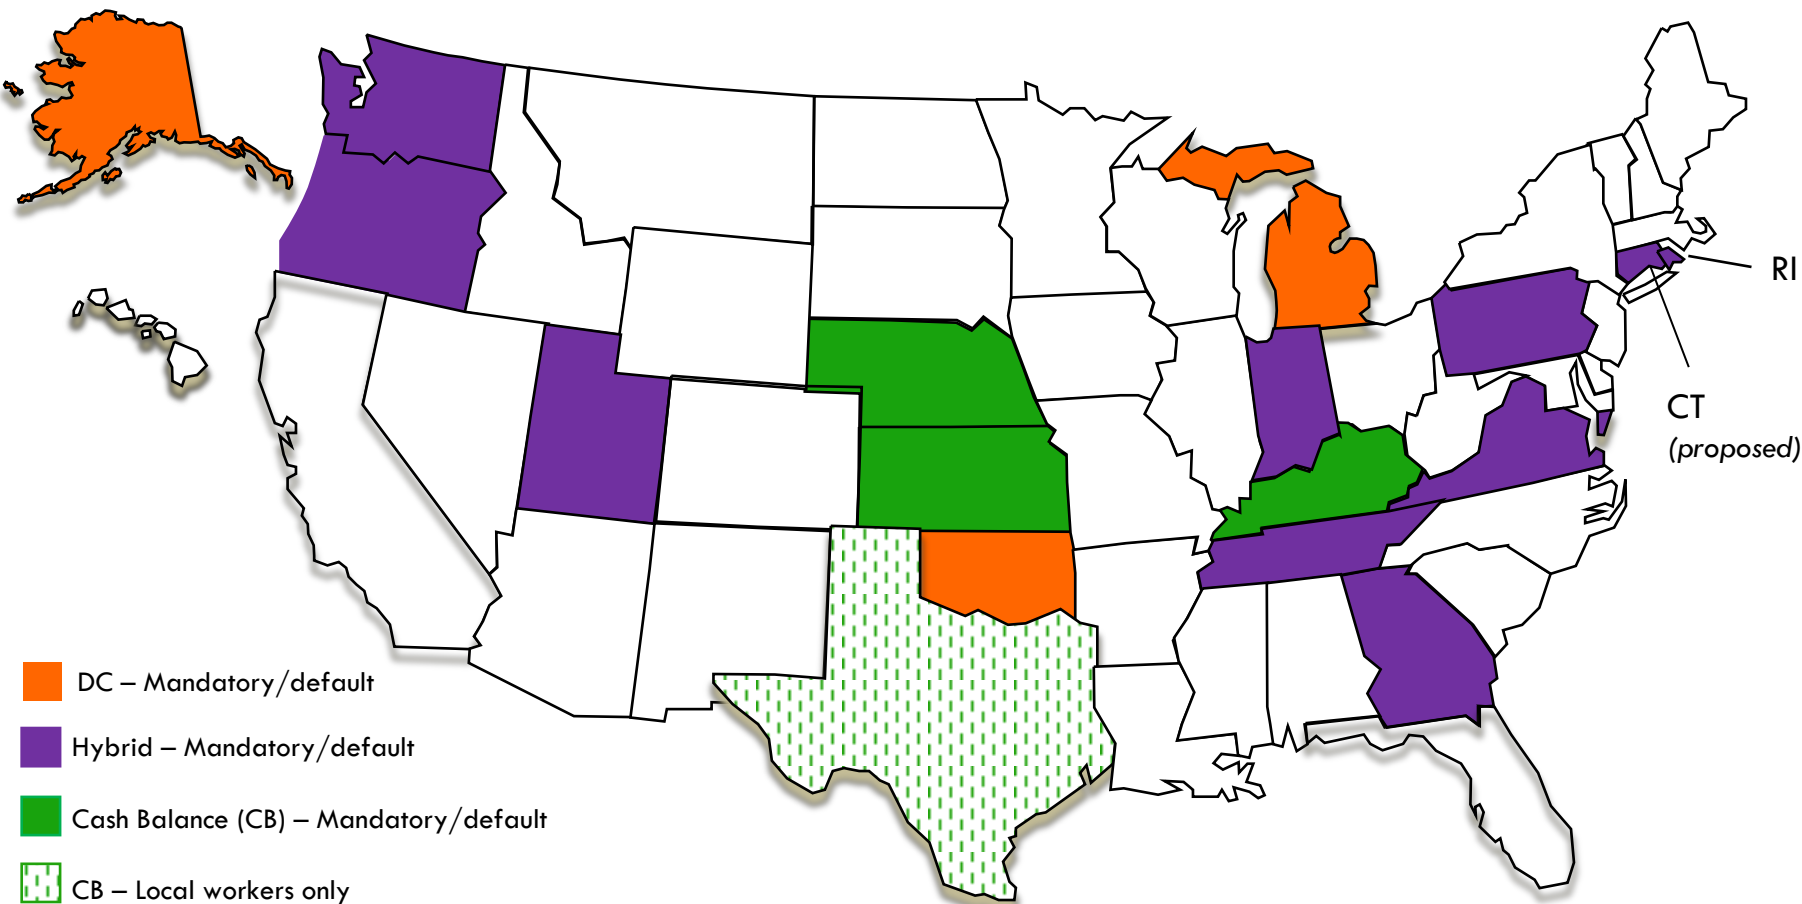 RI
CT
(proposed)
DC – Mandatory/default
Hybrid – Mandatory/default
Cash Balance (CB) – Mandatory/default
CB – Local workers only